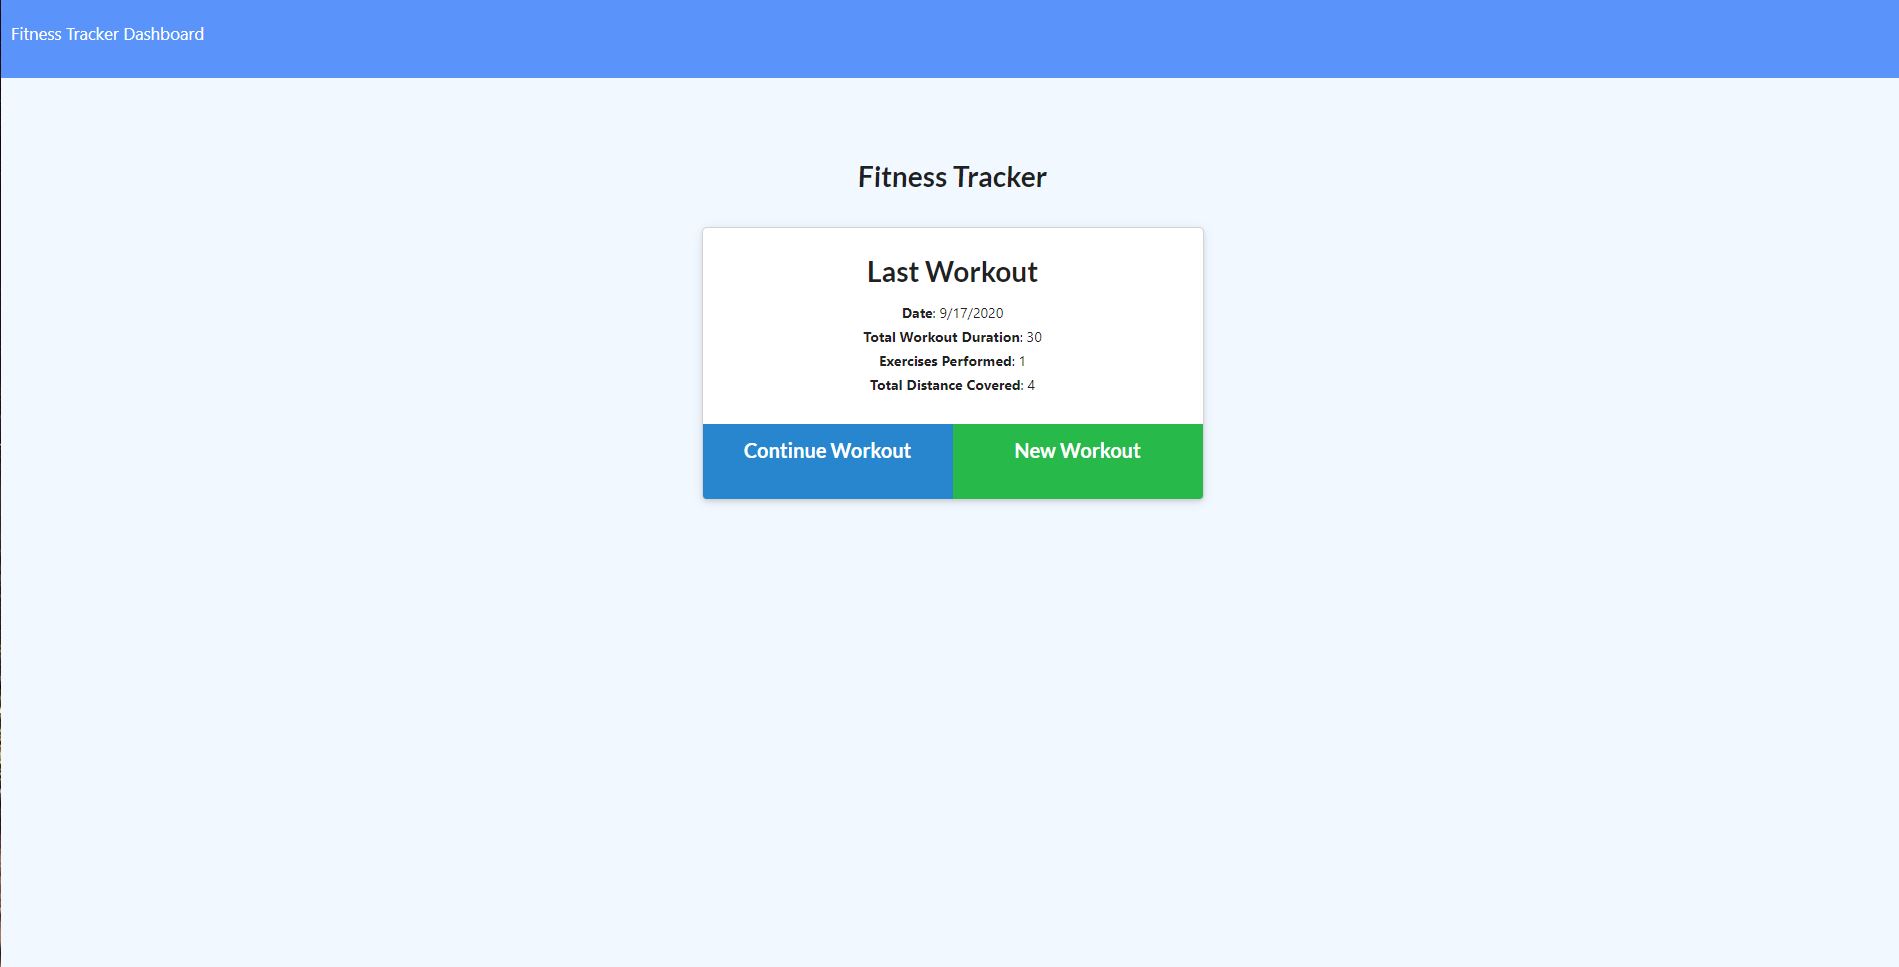 Fitness Tracker Dashboard
Fitness Tracker
Last Workout
Date: 9/17/2020
Total Workout Duration: 30
Exercises Performed: 1
Total Distance Covered: 4
Continue Workout
New Workout